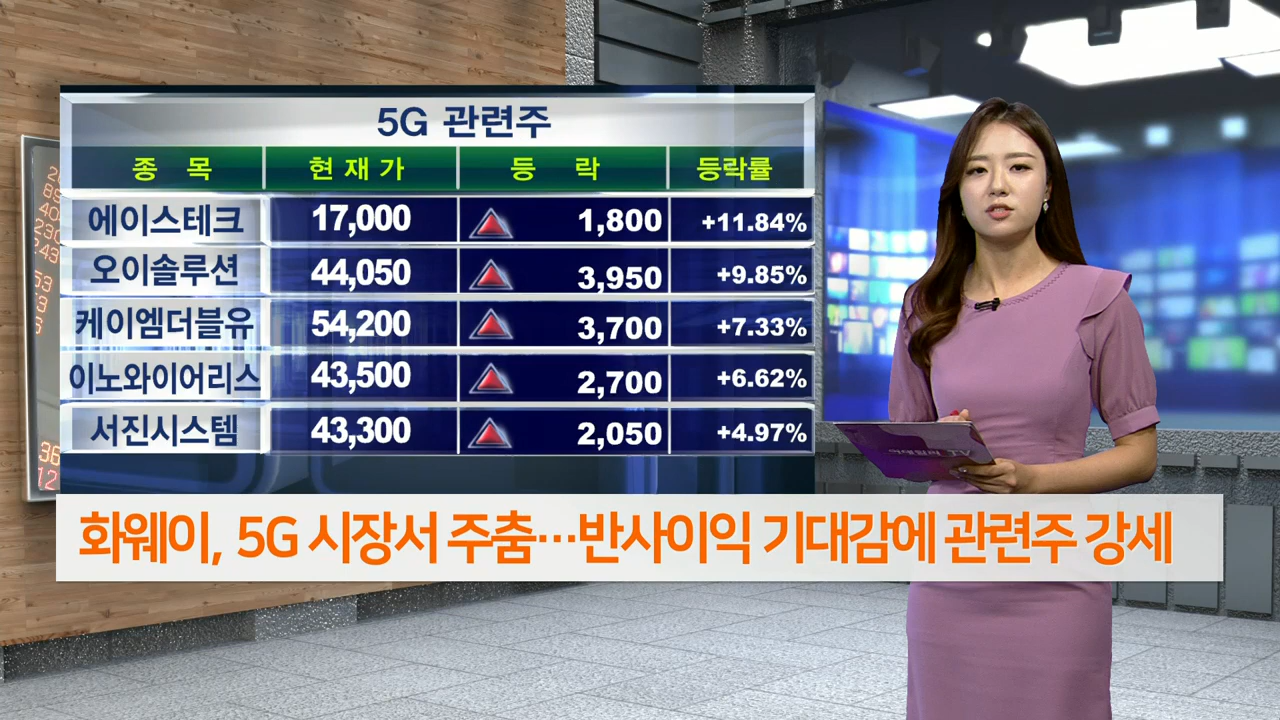 5G 관련주
종 목 현재가 등 락 등락률
에이스테크 17,000 ▲ 1,800 +11.84%
오이솔루션 44,050 ▲ 3,950 +9.85%
케이엠더블유 54,200 ▲ 3,700 +7.33%
이노와이어리스 43,500 ▲ 2,700 +6.62%
서진시스템 43,300 ▲ 2,050 +4.97%
화웨이, 5G 시장서 주춤…반사이익 기대감에 관련주 강세